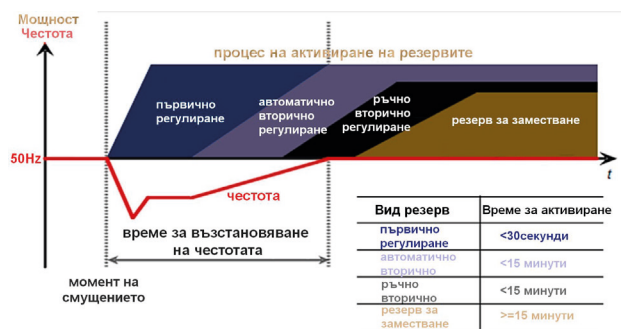 Мощност
Честота
процес на активиране на резервите
първично
регулиране
автоматично
вторично
регулиране
ръчно
вторично
регулиране
резерв за заместване
50Hz
t
честота
време за възстановяване
на честотата
момент на
смущението
Вид резерв
Време за активиране
първично
регулиране
<30секунди
автоматично
вторично
<15 минути
ръчно
вторично
<15 минути
резерв за
заместване
>=15 минути